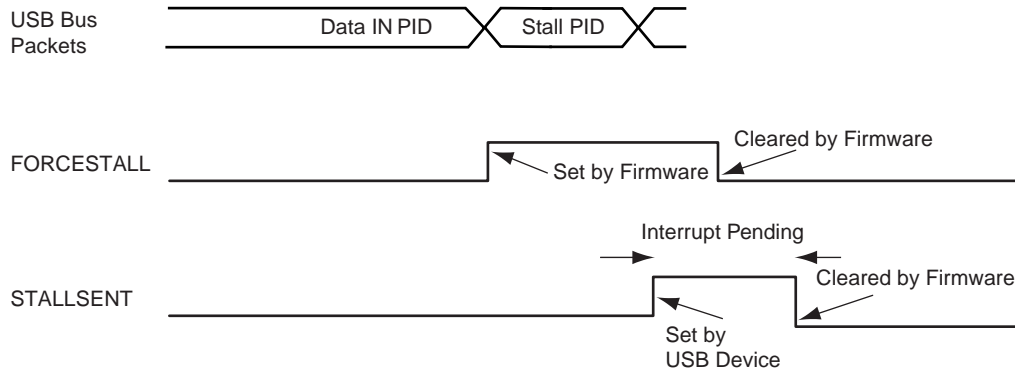 USB Bus
Packets
Data IN PID
Stall PID
FORCESTALL
Set by Firmware
Cleared by Firmware
Interrupt Pending
STALLSENT
Cleared by Firmware
Set by
USB Device